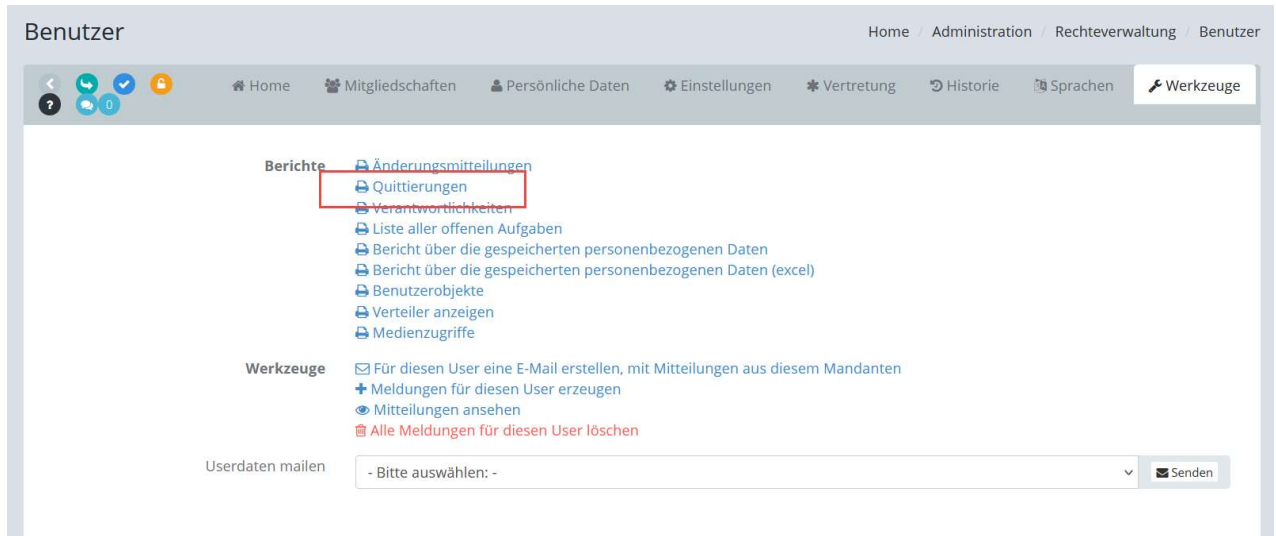 Benutzer
Home / Administration / Rechteverwaltung / Benutzer
Home Mitgliedschaften Persönliche Daten Einstellungen Vertretung Historie Sprachen Werkzeuge
? 0
Berichte Änderungsmitteilungen
Quittierungen
Verantwortlichkeiten
Liste aller offenen Aufgaben
Bericht über die gespeicherten personenbezogenen Daten
Bericht über die gespeicherten personenbezogenen Daten (excel)
Benutzerobjekte
Verteiler anzeigen
Medienzugriffe
Werkzeuge Für diesen User eine E-Mail erstellen, mit Mitteilungen aus diesem Mandanten
Meldungen für diesen User erzeugen
Mitteilungen ansehen
Alle Meldungen für diesen User löschen
Userdaten mailen - Bitte auswählen: - Senden